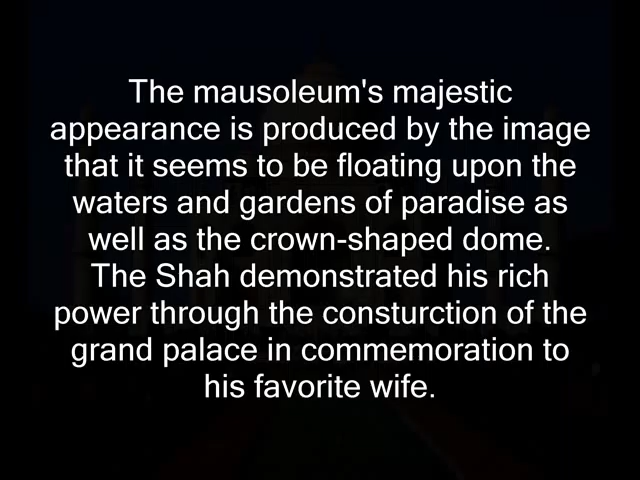 The mausoleum's majestic
appearance is produced by the image
that it seems to be floating upon the
waters and gardens of paradise as
well as the crown-shaped dome.
The Shah demonstrated his rich
power through the consturction of the
grand palace in commemoration to
his favorite wife.